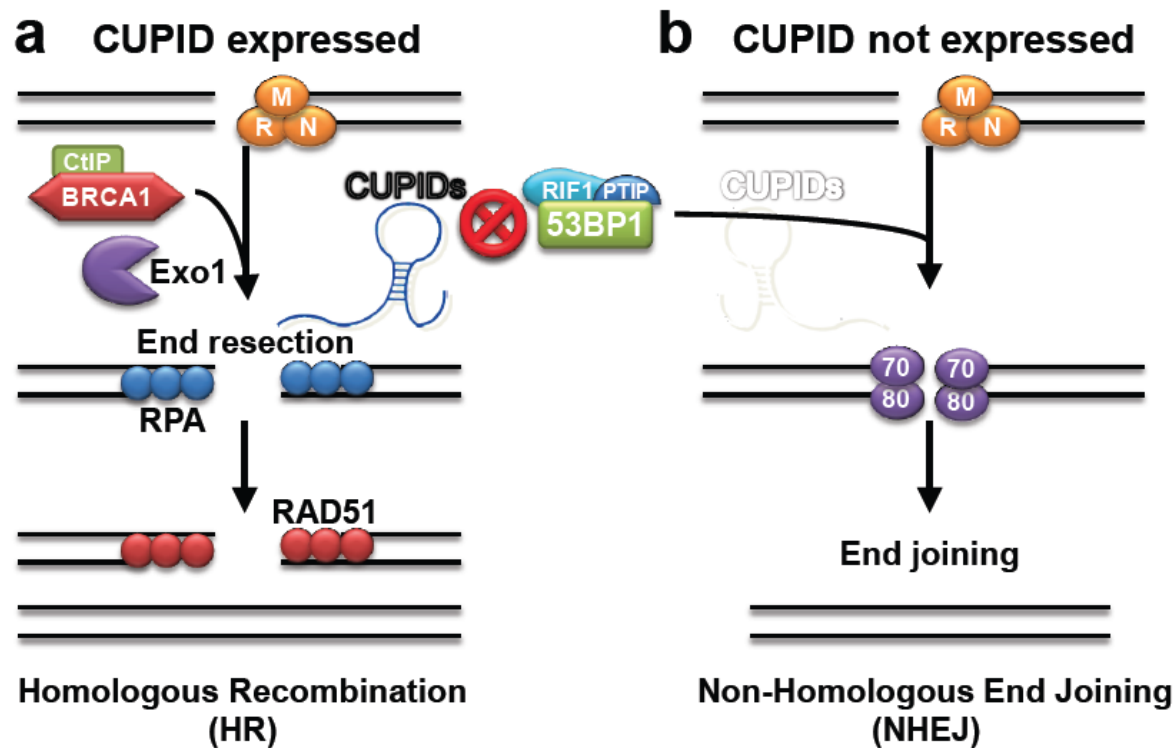 a CUPID expressed
M
R N
CtIP
BRCA1
Exo1
CUPIDs
RIF1 PTIP
53BP1
End resection
RPA
RAD51
Homologous Recombination
(HR)
b CUPID not expressed
M
R N
CUPIDs
70 70
80 80
End joining
Non-Homologous End Joining
(NHEJ)